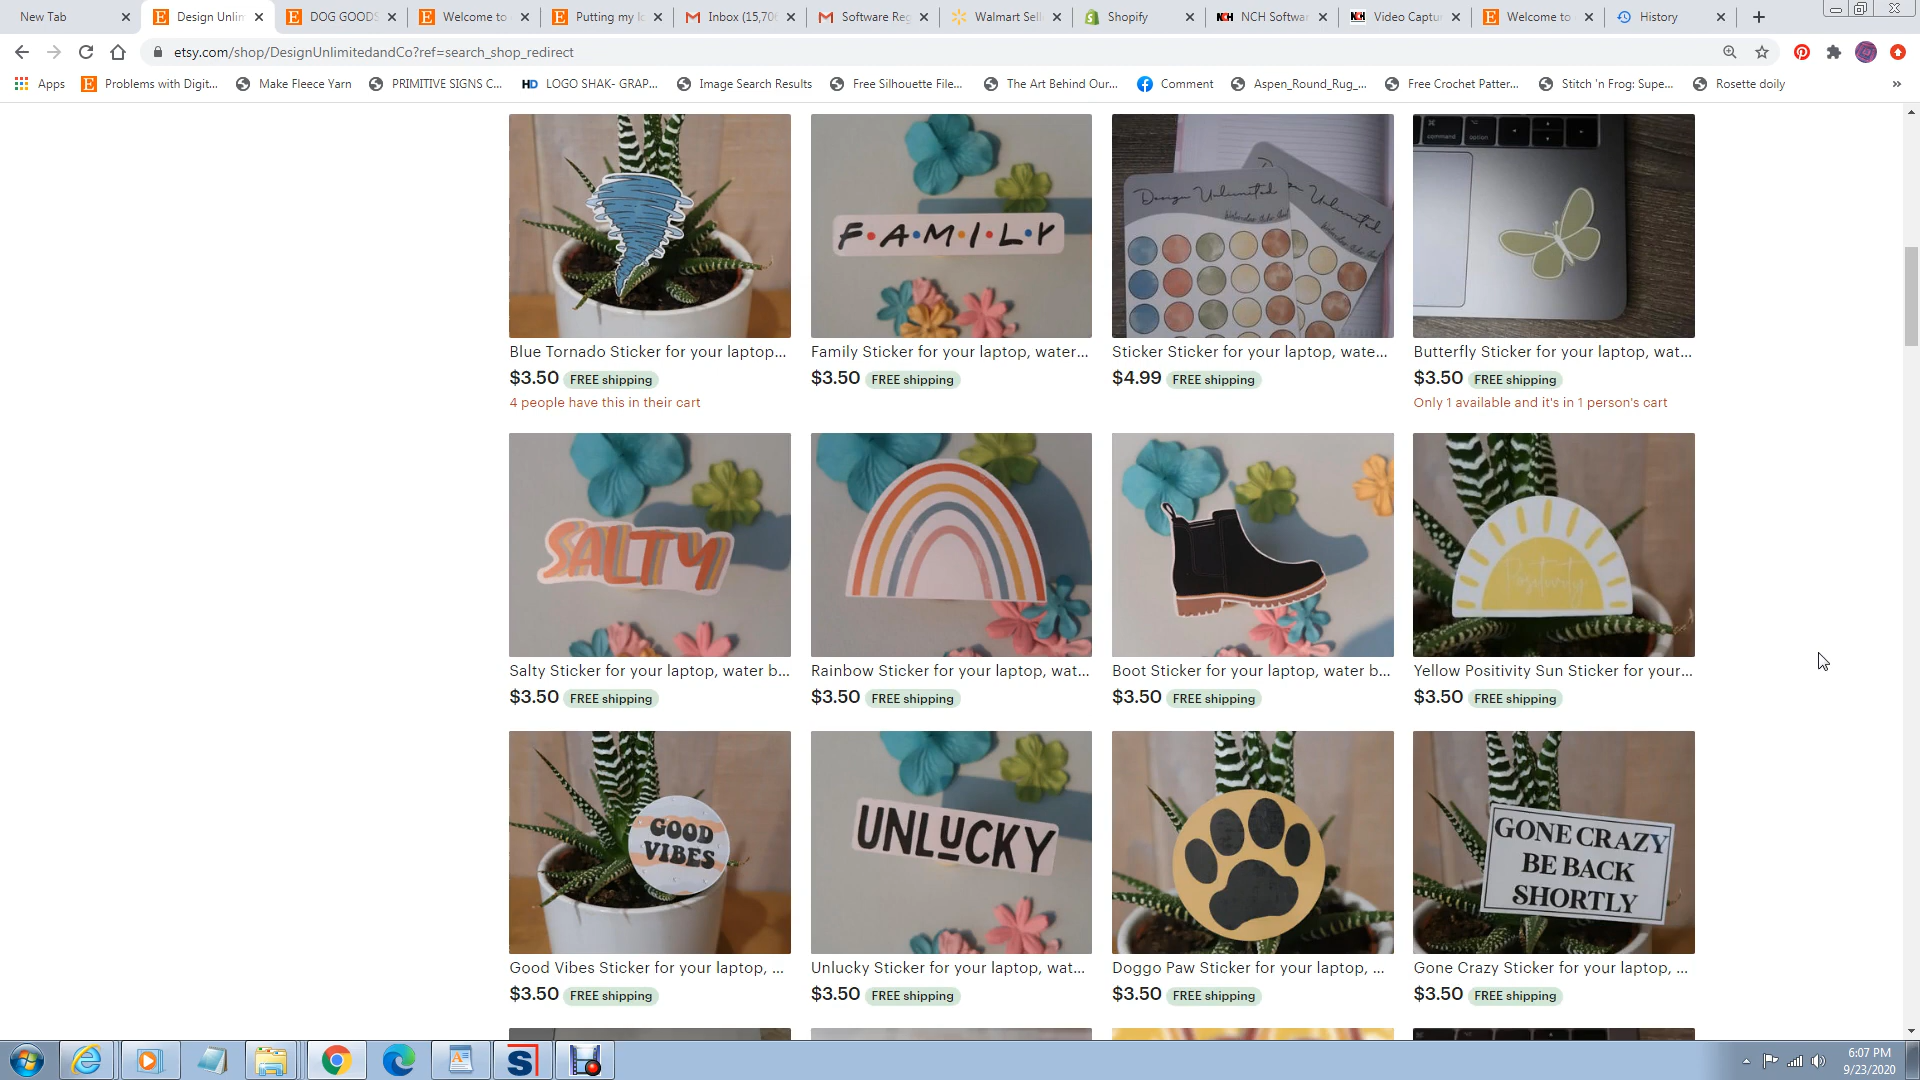 New Tab
Design Unlin
DOG GOODS
Welcome to
Putting my lo
Inbox (15,70
Software Reg
Walmart Sell
Shopify
NCH Softwar
Video Captur
Welcome to
History
etsy.com/shop/DesignUnlimitedandCo?ref=search_shop_redirect
Apps
Problems with Digit...
Make Fleece Yarn
PRIMITIVE SIGNS C...
HD
LOGO SHAK- GRAP...
Image Search Results
Free Silhouette File...
The Art Behind Our...
Comment
Aspen_Round_Rug_...
Free Crochet Patter...
Stitch 'n Frog: Supe...
Rosette doily
»
F•A•M•I•L•Y
Design Unlimited
Unlimited
command
option
Blue Tornado Sticker for your laptop...
Family Sticker for your laptop, water...
Sticker Sticker for your laptop, wate...
Butterfly Sticker for your laptop, wat...
$3.50 FREE shipping
$3.50 FREE shipping
$4.99 FREE shipping
$3.50 FREE shipping
4 people have this in their cart
Only 1 available and it's in 1 person's cart
SALTY
Positivity
Salty Sticker for your laptop, water b...
Rainbow Sticker for your laptop, wat...
Boot Sticker for your laptop, water b...
Yellow Positivity Sun Sticker for your...
$3.50 FREE shipping
$3.50 FREE shipping
$3.50 FREE shipping
$3.50 FREE shipping
GOOD
VIBES
UNLUCKY
GONE CRAZY
BE BACK
SHORTLY
Good Vibes Sticker for your laptop, ...
Unlucky Sticker for your laptop, wat...
Doggo Paw Sticker for your laptop, ...
Gone Crazy Sticker for your laptop, ...
$3.50 FREE shipping
$3.50 FREE shipping
$3.50 FREE shipping
$3.50 FREE shipping
6:07 PM
9/23/2020